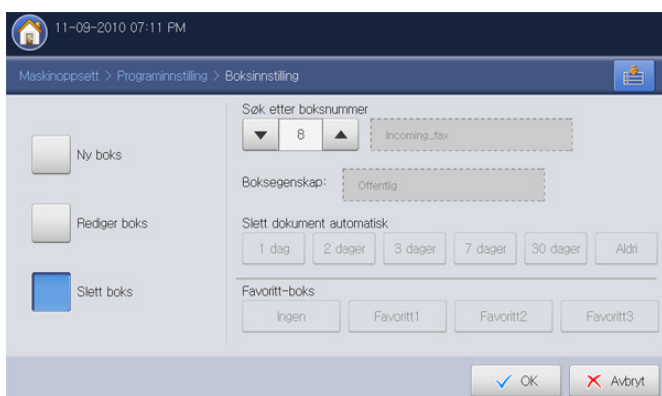 11-09-2010 07:11 PM
Maskinoppsett > Programinnstilling > Boksinnstilling
Ny boks
Rediger boks
Slett boks
Søk etter boksnummer
8
Incoming_fax
Boksegenskap:
Offentlig
Slett dokument automatisk
1 dag
2 dager
3 dager
7 dager
30 dager
Aldri
Favoritt-boks
Ingen
Favoritt1
Favoritt2
Favoritt3
OK
Avbryt